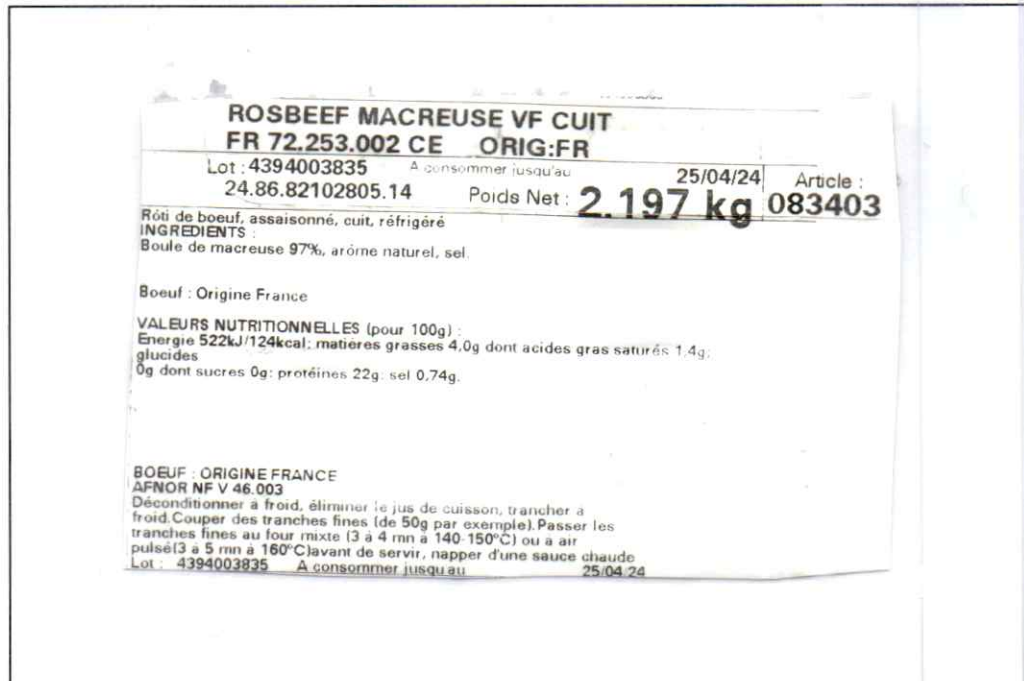 ROSBEEF MACREUSE VF CUIT
FR 72.253.002 CE ORIG:FR
Lot : 4394003835 A consommer jusqu'au 25/04/24 Article :
24.86.82102805.14 Poids Net : 2.197 kg 083403
Rôti de boeuf, assaisonné, cuit, réfrigéré
INGREDIENTS :
Boule de macreuse 97%, arôme naturel, sel.
Boeuf : Origine France
VALEURS NUTRITIONNELLES (pour 100g) :
Energie 522kJ/124kcal; matières grasses 4,0g dont acides gras saturés 1,4g;
glucides
0g dont sucres 0g; protéines 22g; sel 0,74g.
BOEUF : ORIGINE FRANCE
AFNOR NF V 46.003
Déconditionner à froid, éliminer le jus de cuisson, trancher à
froid.Couper des tranches fines (de 50g par exemple).Passer les
tranches fines au four mixte (3 à 4 mn à 140-150°C) ou à air
pulsé(3 à 5 mn à 160°C)avant de servir, napper d'une sauce chaude
Lot : 4394003835 A consommer jusqu'au 25/04/24